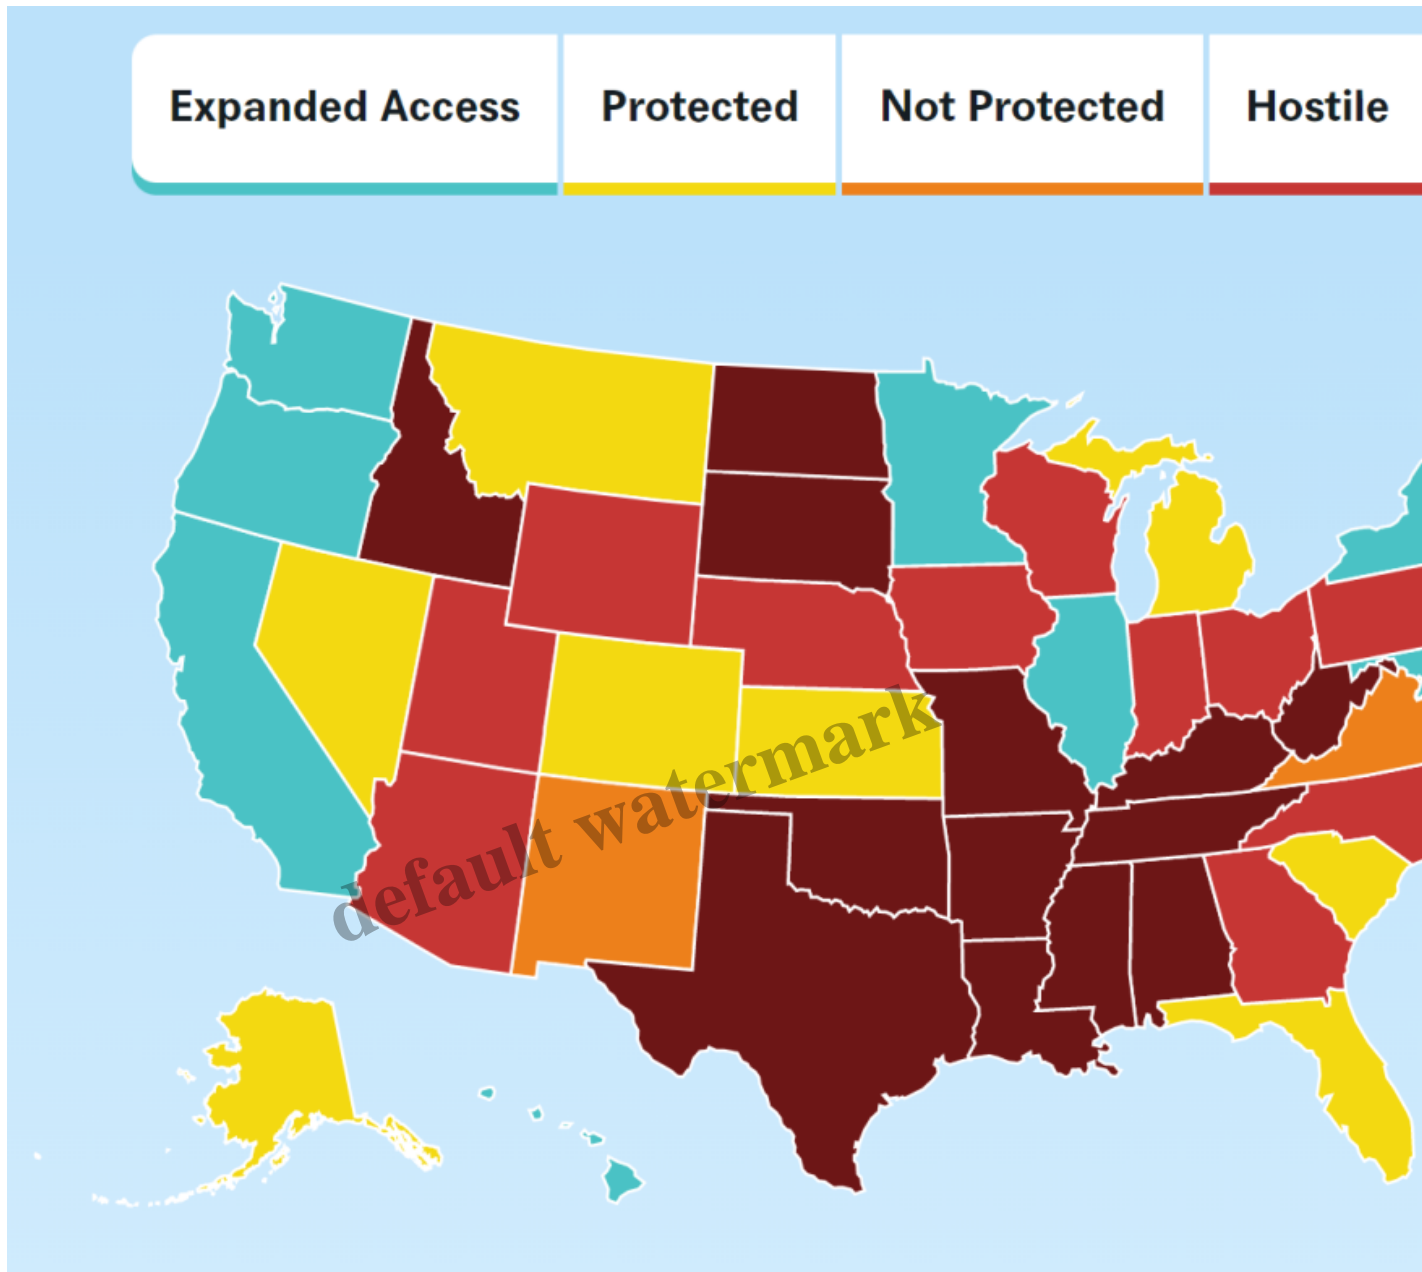 Expanded Access
Protected
Not Protected
Hostile
default watermark